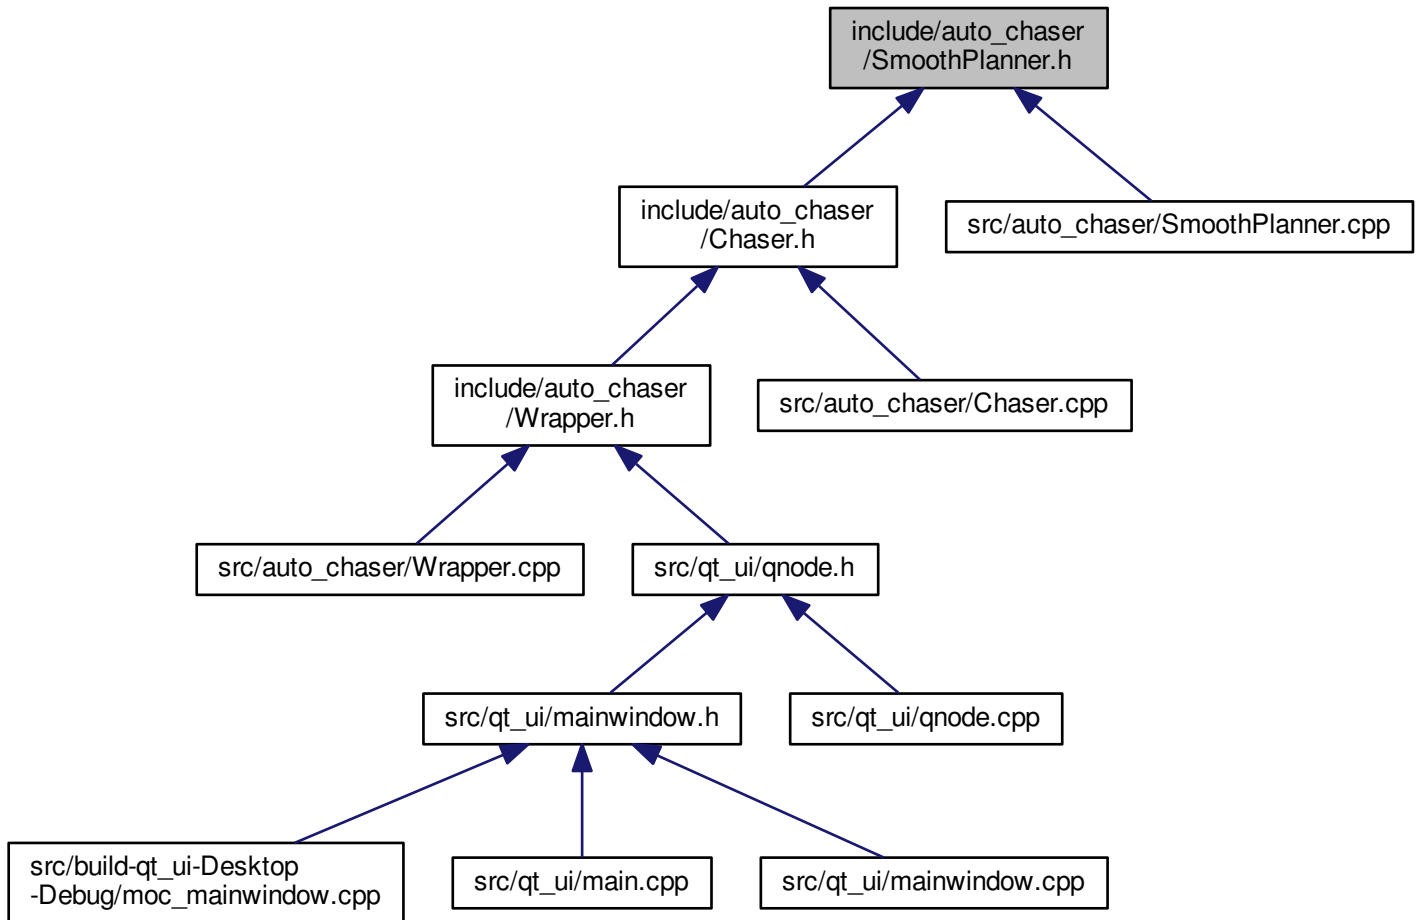 include/auto_chaser
/SmoothPlanner.h
include/auto_chaser
/Chaser.h
src/auto_chaser/SmoothPlanner.cpp
include/auto_chaser
/Wrapper.h
src/auto_chaser/Chaser.cpp
src/auto_chaser/Wrapper.cpp
src/qt_ui/qnode.h
src/qt_ui/mainwindow.h
src/qt_ui/qnode.cpp
src/build-qt_ui-Desktop
-Debug/moc_mainwindow.cpp
src/qt_ui/main.cpp
src/qt_ui/mainwindow.cpp